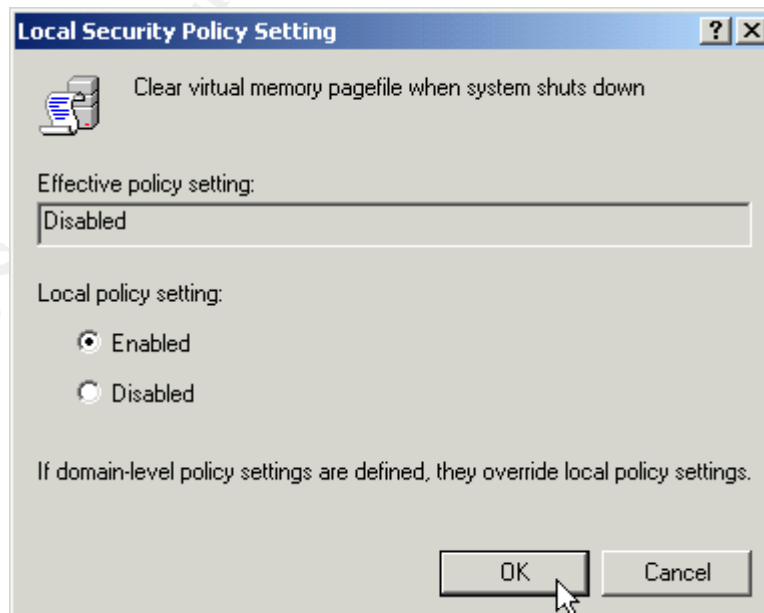 Local Security Policy Setting
Clear virtual memory pagefile when system shuts down
Effective policy setting:
Disabled
Local policy setting:
Enabled
Disabled
If domain-level policy settings are defined, they override local policy settings.
OK
Cancel